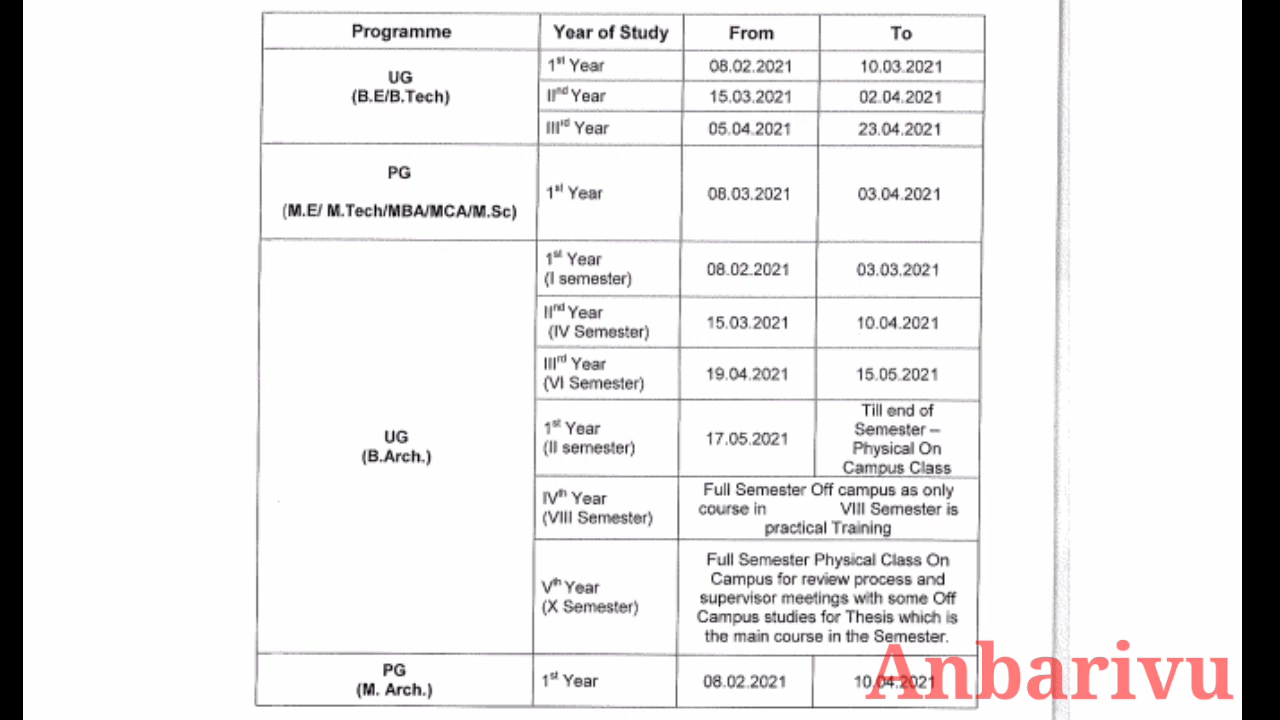 Programme Year of Study From To
UG
(B.E/B.Tech)
1st Year 08.02.2021 10.03.2021
IInd Year 15.03.2021 02.04.2021
IIIrd Year 05.04.2021 23.04.2021
PG
(M.E/ M.Tech/MBA/MCA/M.Sc)
1st Year 08.03.2021 03.04.2021
UG
(B.Arch.)
1st Year
(I semester)
08.02.2021 03.03.2021
IInd Year
(IV Semester)
15.03.2021 10.04.2021
IIIrd Year
(VI Semester)
19.04.2021 15.05.2021
1st Year
(II semester)
17.05.2021
Till end of
Semester –
Physical On
Campus Class
IVth Year
(VIII Semester)
Full Semester Off campus as only
course in VIII Semester is
practical Training
Vth Year
(X Semester)
Full Semester Physical Class On
Campus for review process and
supervisor meetings with some Off
Campus studies for Thesis which is
the main course in the Semester.
PG
(M. Arch.)
1st Year 08.02.2021 10.04.2021
Anbarivu